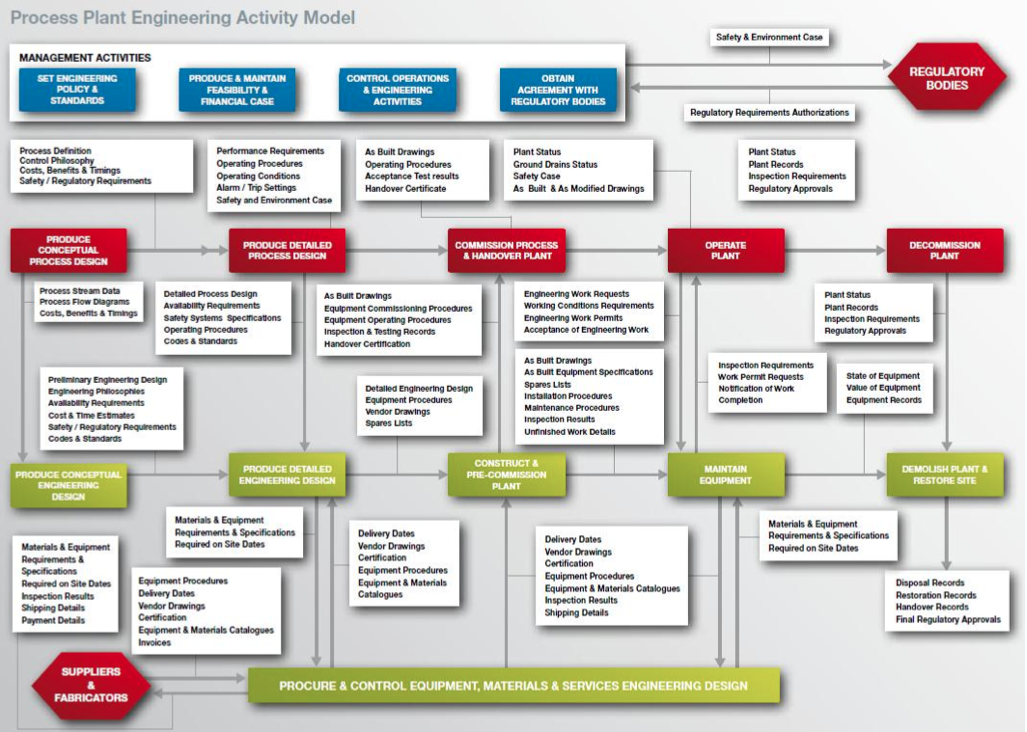 Process Plant Engineering Activity Model
MANAGEMENT ACTIVITIES
SET ENGINEERING
POLICY &
STANDARDS
PRODUCE & MAINTAIN
FEASIBILITY &
FINANCIAL CASE
CONTROL OPERATIONS
& ENGINEERING
ACTIVITIES
OBTAIN
AGREEMENT WITH
REGULATORY BODIES
Safety & Environment Case
REGULATORY
BODIES
Regulatory Requirements Authorizations
Process Definition
Control Philosophy
Costs, Benefits & Timings
Safety / Regulatory Requirements
Performance Requirements
Operating Procedures
Operating Conditions
Alarm / Trip Settings
Safety and Environment Case
As Built Drawings
Operating Procedures
Acceptance Test results
Handover Certificate
Plant Status
Ground Drains Status
Safety Case
As Built & As Modified Drawings
Plant Status
Plant Records
Inspection Requirements
Regulatory Approvals
PRODUCE
CONCEPTUAL
PROCESS DESIGN
PRODUCE DETAILED
PROCESS DESIGN
COMMISSION PROCESS
& HANDOVER PLANT
OPERATE
PLANT
DECOMMISSION
PLANT
Process Stream Data
Process Flow Diagrams
Costs, Benefits & Timings
Detailed Process Design
Availability Requirements
Safety Systems Specifications
Operating Procedures
Codes & Standards
As Built Drawings
Equipment Commissioning Procedures
Equipment Operating Procedures
Inspection & Testing Records
Handover Certification
Engineering Work Requests
Working Conditions Requirements
Engineering Work Permits
Acceptance of Engineering Work
Plant Status
Plant Records
Inspection Requirements
Regulatory Approvals
Preliminary Engineering Design
Engineering Philosophies
Availability Requirements
Cost & Time Estimates
Safety / Regulatory Requirements
Codes & Standards
Detailed Engineering Design
Equipment Procedures
Vendor Drawings
Spares Lists
As Built Drawings
As Built Equipment Specifications
Spares Lists
Installation Procedures
Maintenance Procedures
Inspection Results
Unfinished Work Details
Inspection Requirements
Work Permit Requests
Notification of Work
Completion
State of Equipment
Value of Equipment
Equipment Records
PRODUCE CONCEPTUAL
ENGINEERING
DESIGN
PRODUCE DETAILED
ENGINEERING DESIGN
CONSTRUCT &
PRE-COMMISSION
PLANT
MAINTAIN
EQUIPMENT
DEMOLISH PLANT &
RESTORE SITE
Materials & Equipment
Requirements &
Specifications
Required on Site Dates
Inspection Results
Shipping Details
Payment Details
Materials & Equipment
Requirements & Specifications
Required on Site Dates
Equipment Procedures
Delivery Dates
Vendor Drawings
Certification
Equipment & Materials Catalogues
Invoices
Delivery Dates
Vendor Drawings
Certification
Equipment Procedures
Equipment & Materials
Catalogues
Delivery Dates
Vendor Drawings
Certification
Equipment Procedures
Equipment & Materials Catalogues
Inspection Results
Shipping Details
Materials & Equipment
Requirements & Specifications
Required on Site Dates
Disposal Records
Restoration Records
Handover Records
Final Regulatory Approvals
SUPPLIERS
&
FABRICATORS
PROCURE & CONTROL EQUIPMENT, MATERIALS & SERVICES ENGINEERING DESIGN